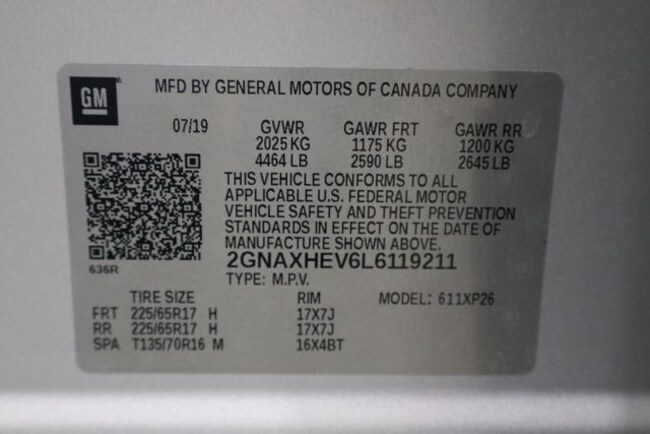 GM
MFD BY GENERAL MOTORS OF CANADA COMPANY
07/19 GVWR GAWR FRT GAWR RR
2025 KG 1175 KG 1200 KG
4464 LB 2590 LB 2645 LB
THIS VEHICLE CONFORMS TO ALL
APPLICABLE U.S. FEDERAL MOTOR
VEHICLE SAFETY AND THEFT PREVENTION
STANDARDS IN EFFECT ON THE DATE OF
MANUFACTURE SHOWN ABOVE.
636R
2GNAXHEV6L6119211
TYPE: M.P.V.
TIRE SIZE RIM MODEL: 611XP26
FRT 225/65R17 H 17X7J
RR 225/65R17 H 17X7J
SPA T135/70R16 M 16X4BT